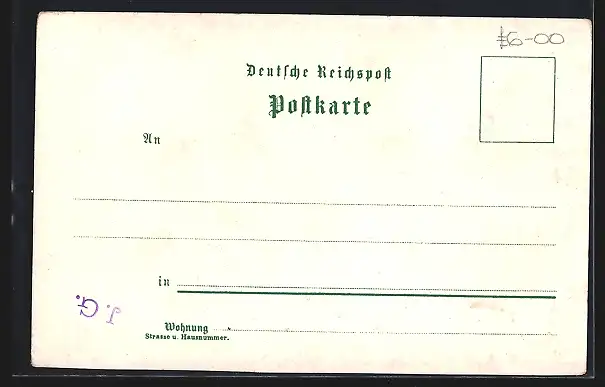 £6-00
Deutſche Reichspoſt
Poſtkarte
An
in
Wohnung
Strasse u. Hausnummer.
J. G.